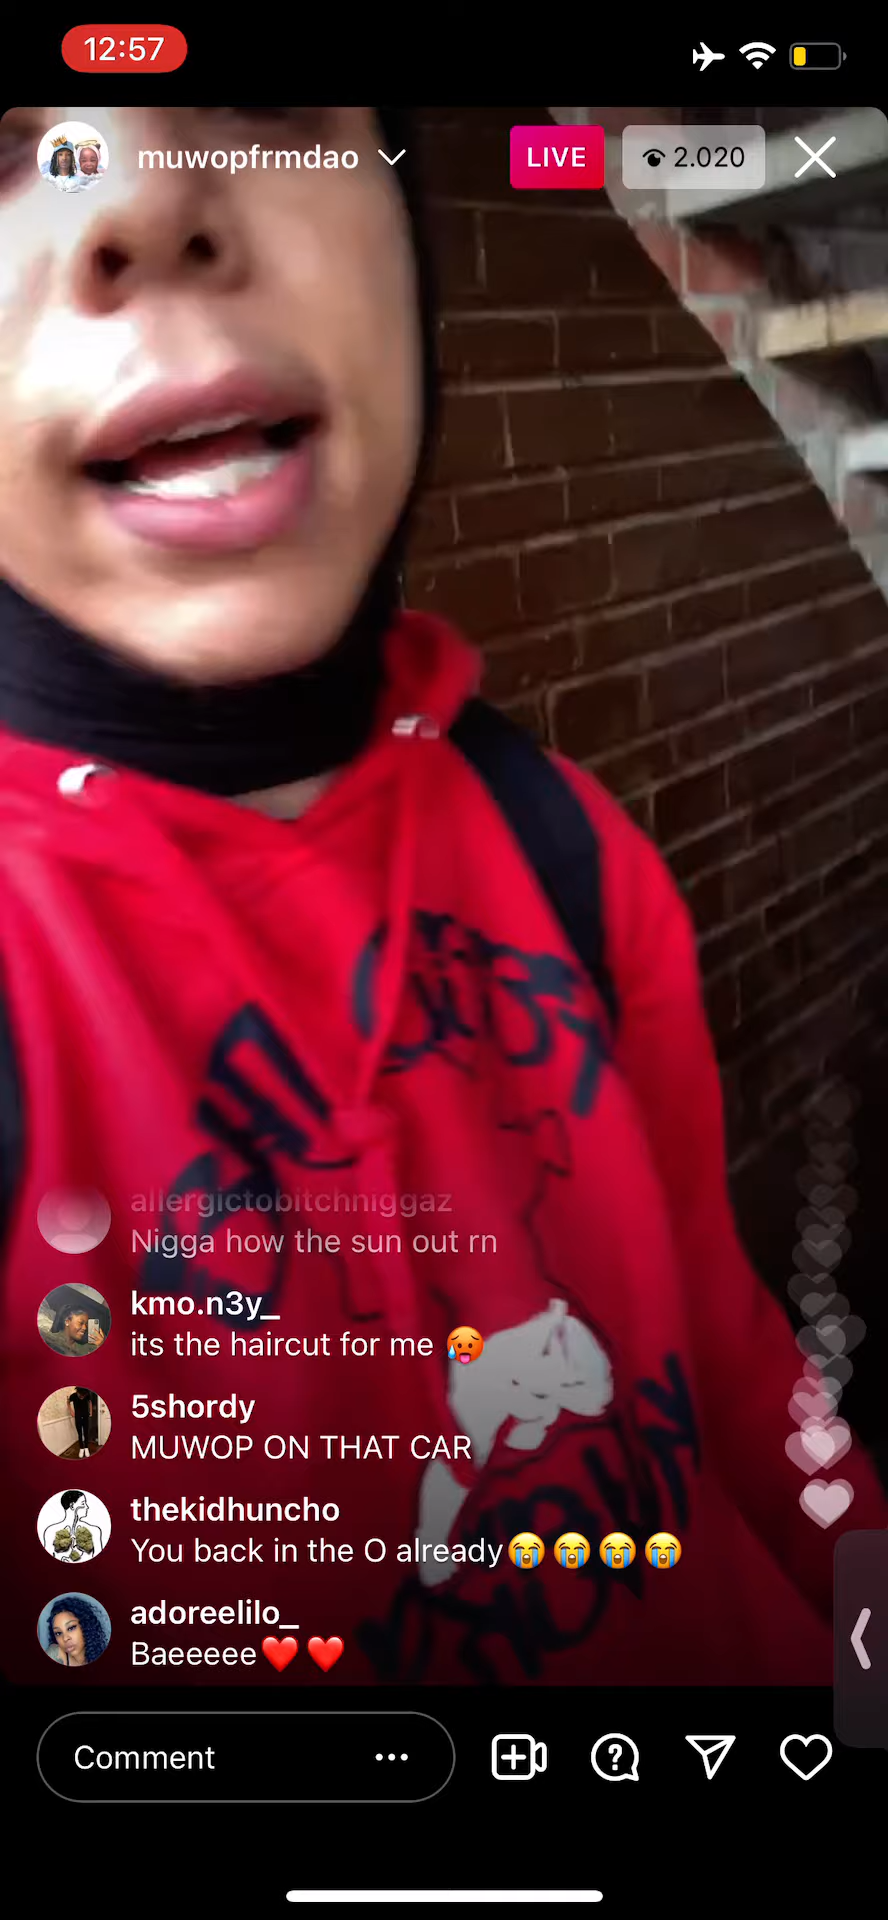 12:57
muwopfrmdao
LIVE
2.020
allergictobitchniggaz
Nigga how the sun out rn
kmo.n3y_
its the haircut for me 🥵
5shordy
MUWOP ON THAT CAR
thekidhuncho
You back in the O already😭😭😭😭
adoreelilo_
Baeeeee❤️❤️
Comment